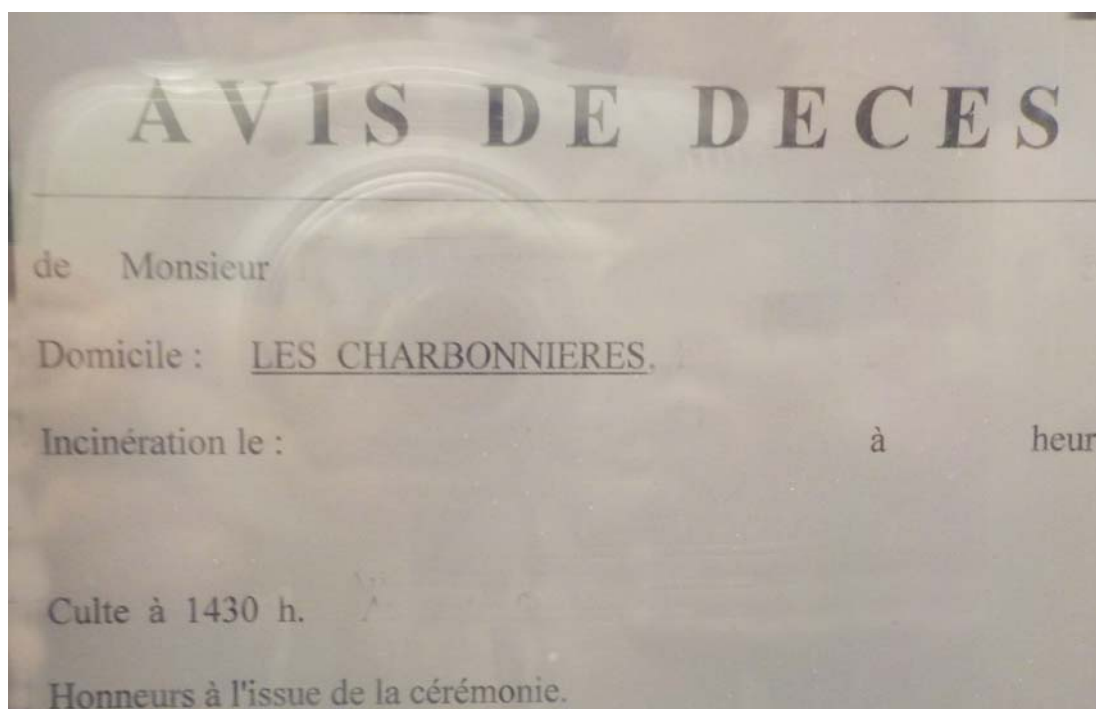 AVIS DE DECES
de Monsieur
Domicile : LES CHARBONNIERES.
Incinération le : à heur
Culte à 1430 h.
Honneurs à l'issue de la cérémonie.